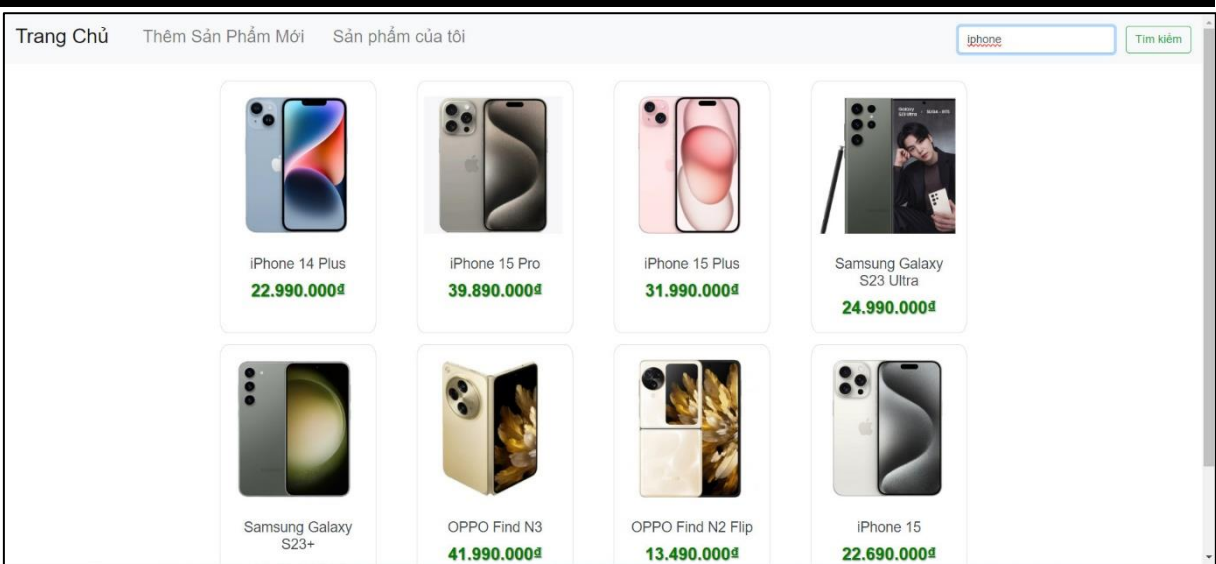 Trang Chủ Thêm Sản Phẩm Mới Sản phẩm của tôi iphone Tìm kiếm
iPhone 14 Plus
22.990.000₫
iPhone 15 Pro
39.890.000₫
iPhone 15 Plus
31.990.000₫
Samsung Galaxy
S23 Ultra
24.990.000₫
Samsung Galaxy
S23+
OPPO Find N3
41.990.000₫
OPPO Find N2 Flip
13.490.000₫
iPhone 15
22.690.000₫